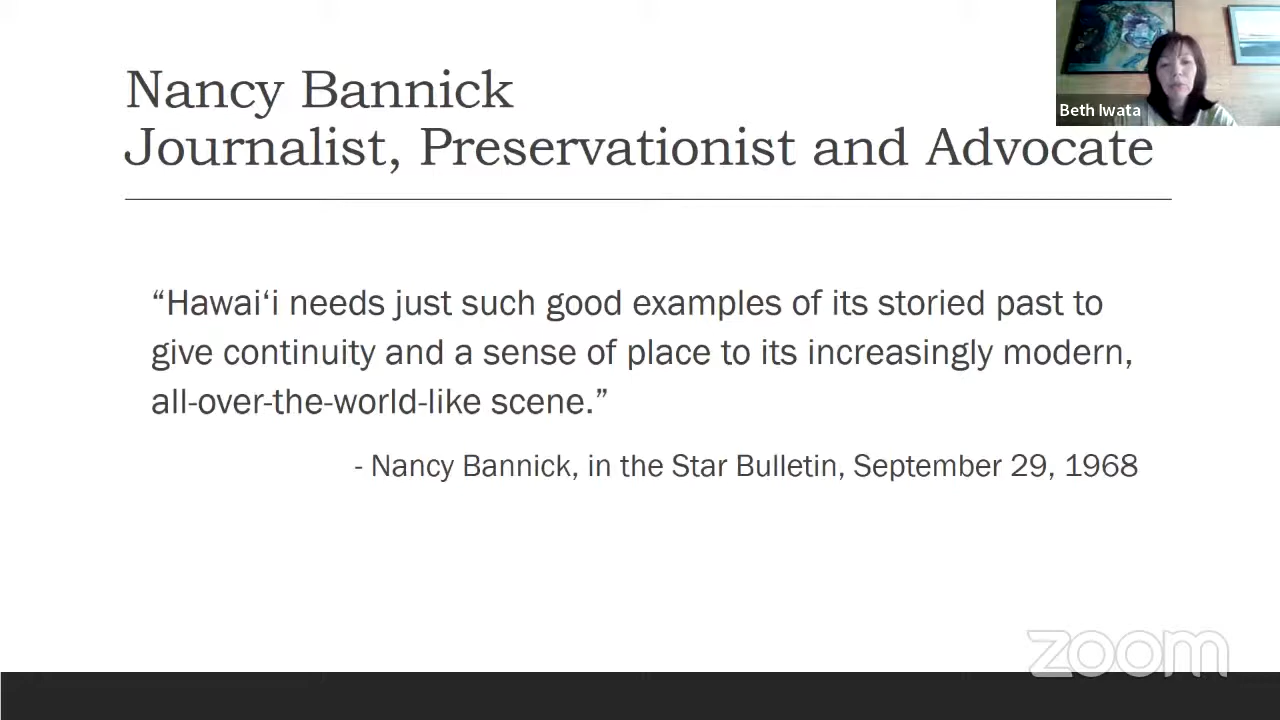 Nancy Bannick
Journalist, Preservationist and Advocate
Beth Iwata
“Hawai‘i needs just such good examples of its storied past to
give continuity and a sense of place to its increasingly modern,
all-over-the-world-like scene.”
- Nancy Bannick, in the Star Bulletin, September 29, 1968
zoom